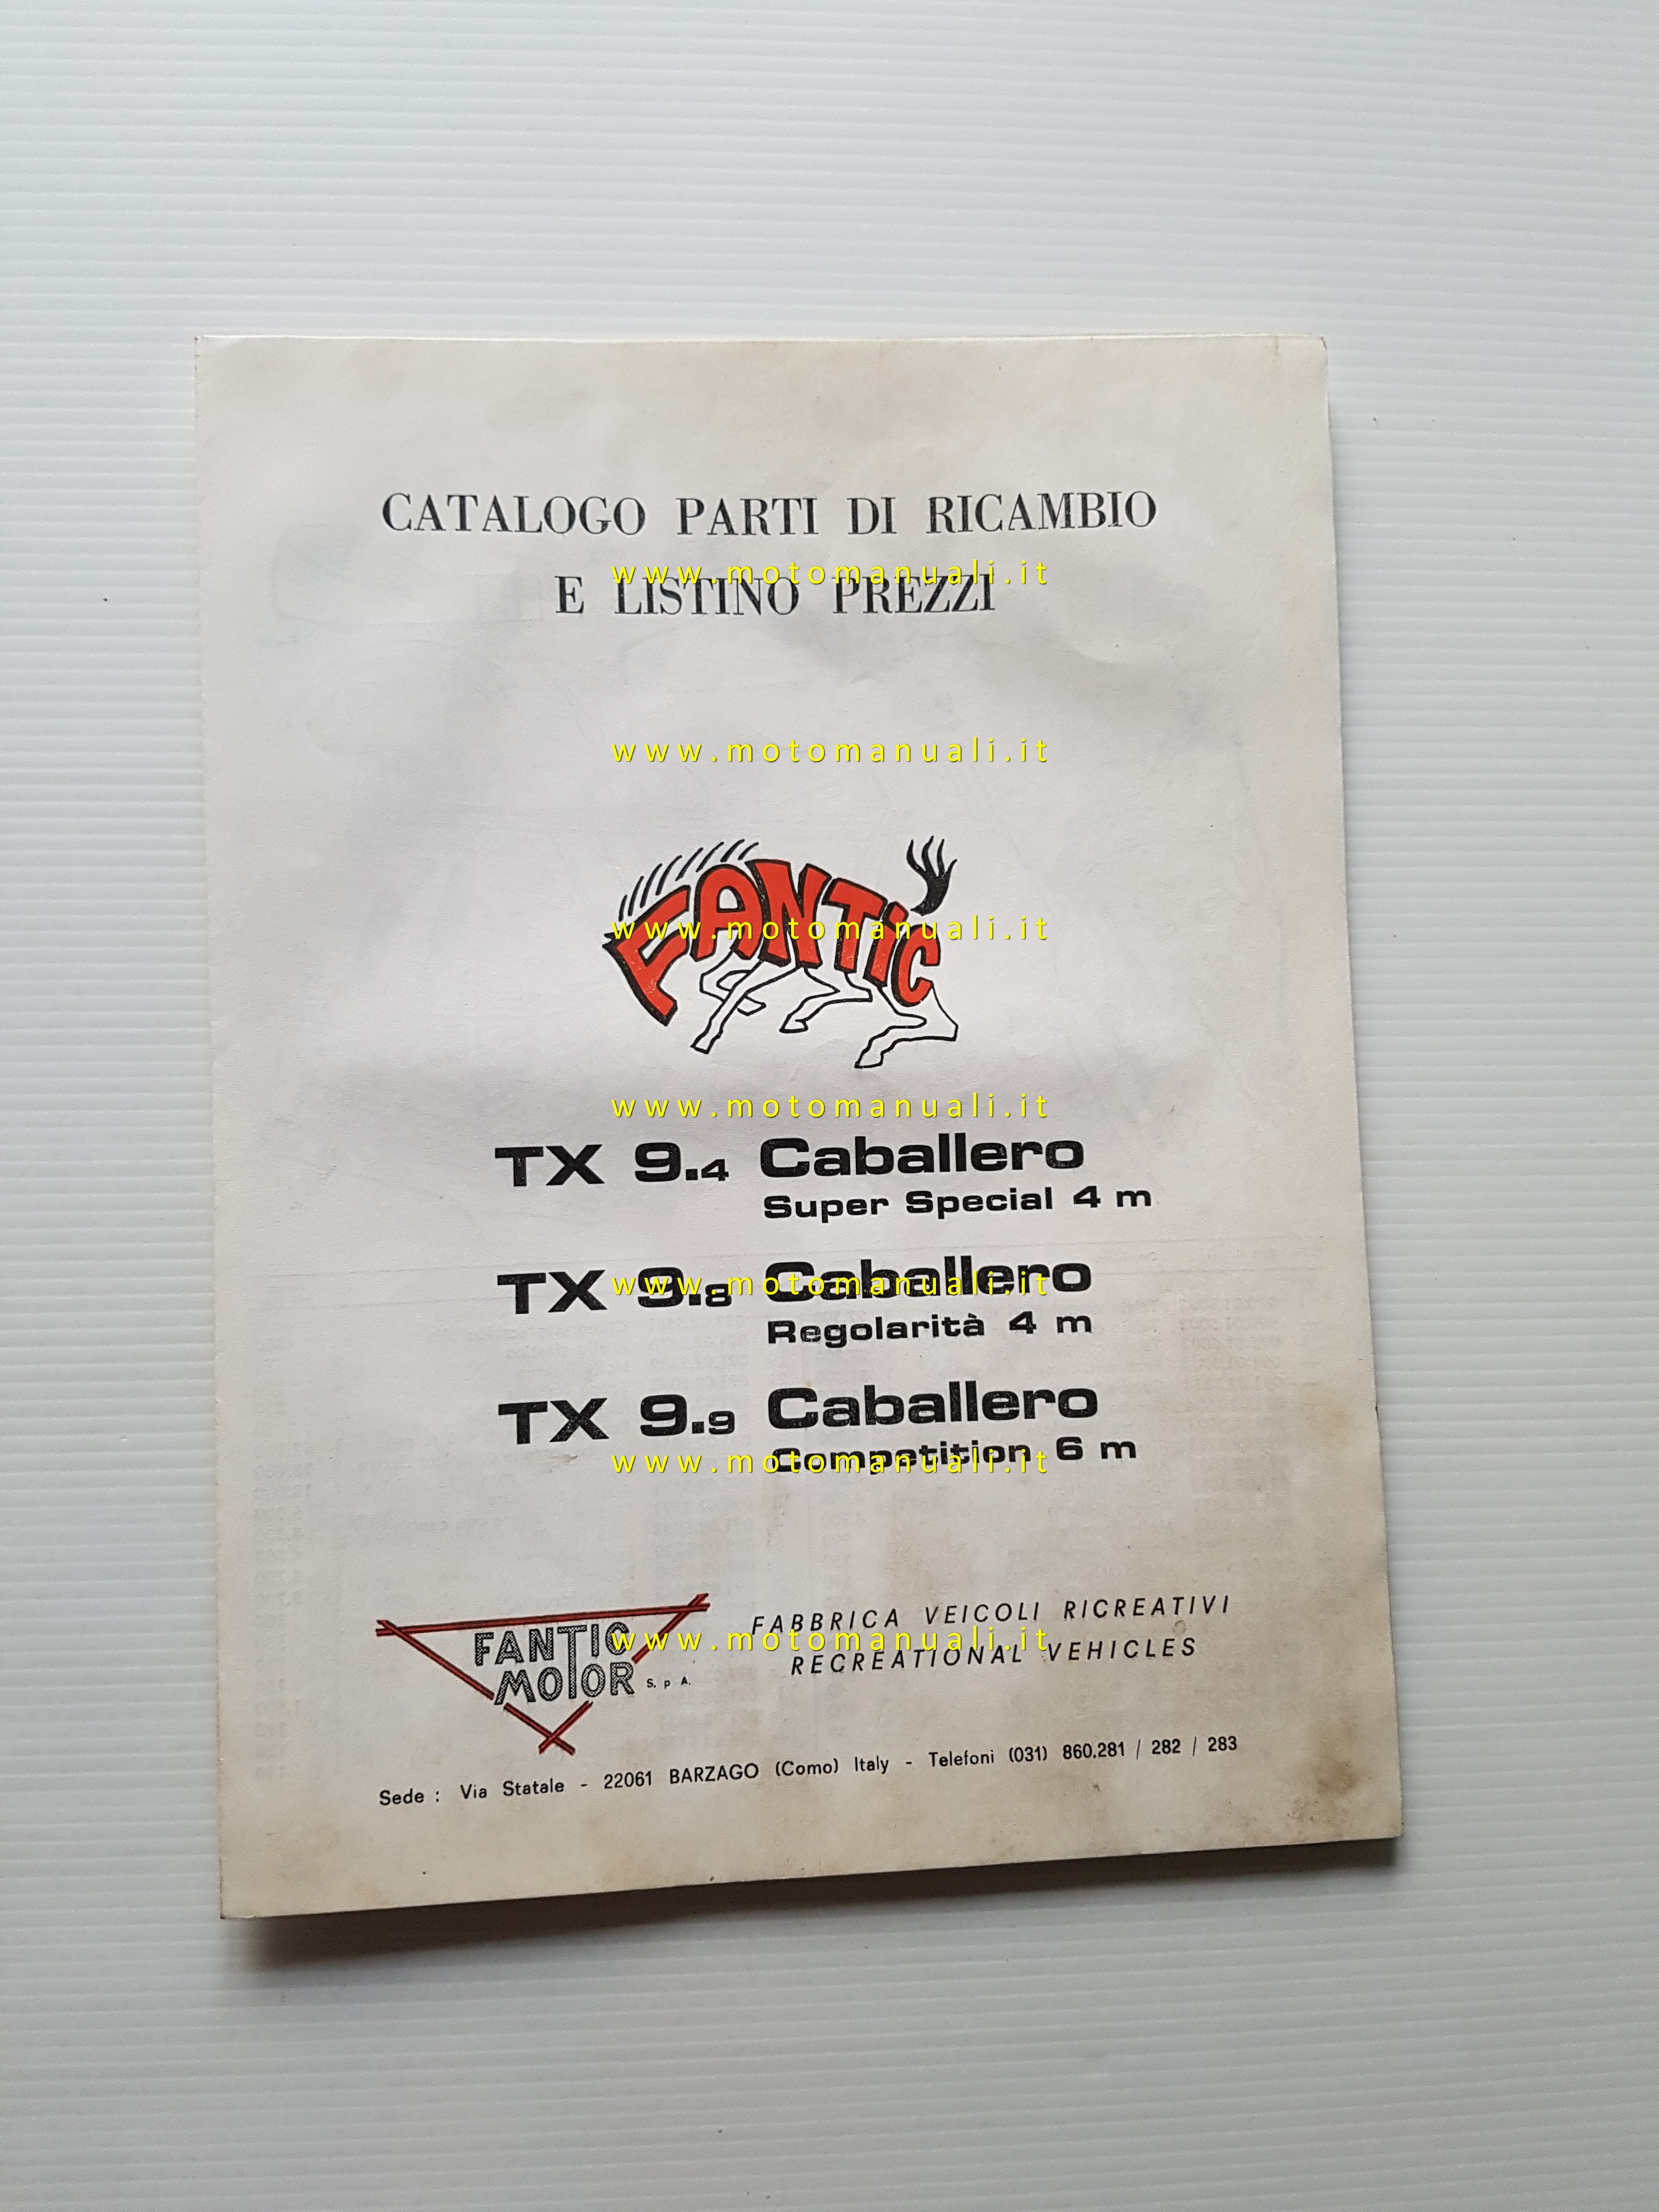 CATALOGO PARTI DI RICAMBIO
www.motomanuali.it
E LISTINO PREZZI
www.motomanuali.it
FANTIC
www.motomanuali.it
www.motomanuali.it
TX 9.4 Caballero
Super Special 4 m
TX 9.8 Caballero
www.motomanuali.it
Regolarità 4 m
TX 9.9 Caballero
Competition 6 m
www.motomanuali.it
FANTIC
MOTOR S. p A.
FABBRICA VEICOLI RICREATIVI
www.motomanuali.it
RECREATIONAL VEHICLES
Sede : Via Statale - 22061 BARZAGO (Como) Italy - Telefoni (031) 860.281 / 282 / 283